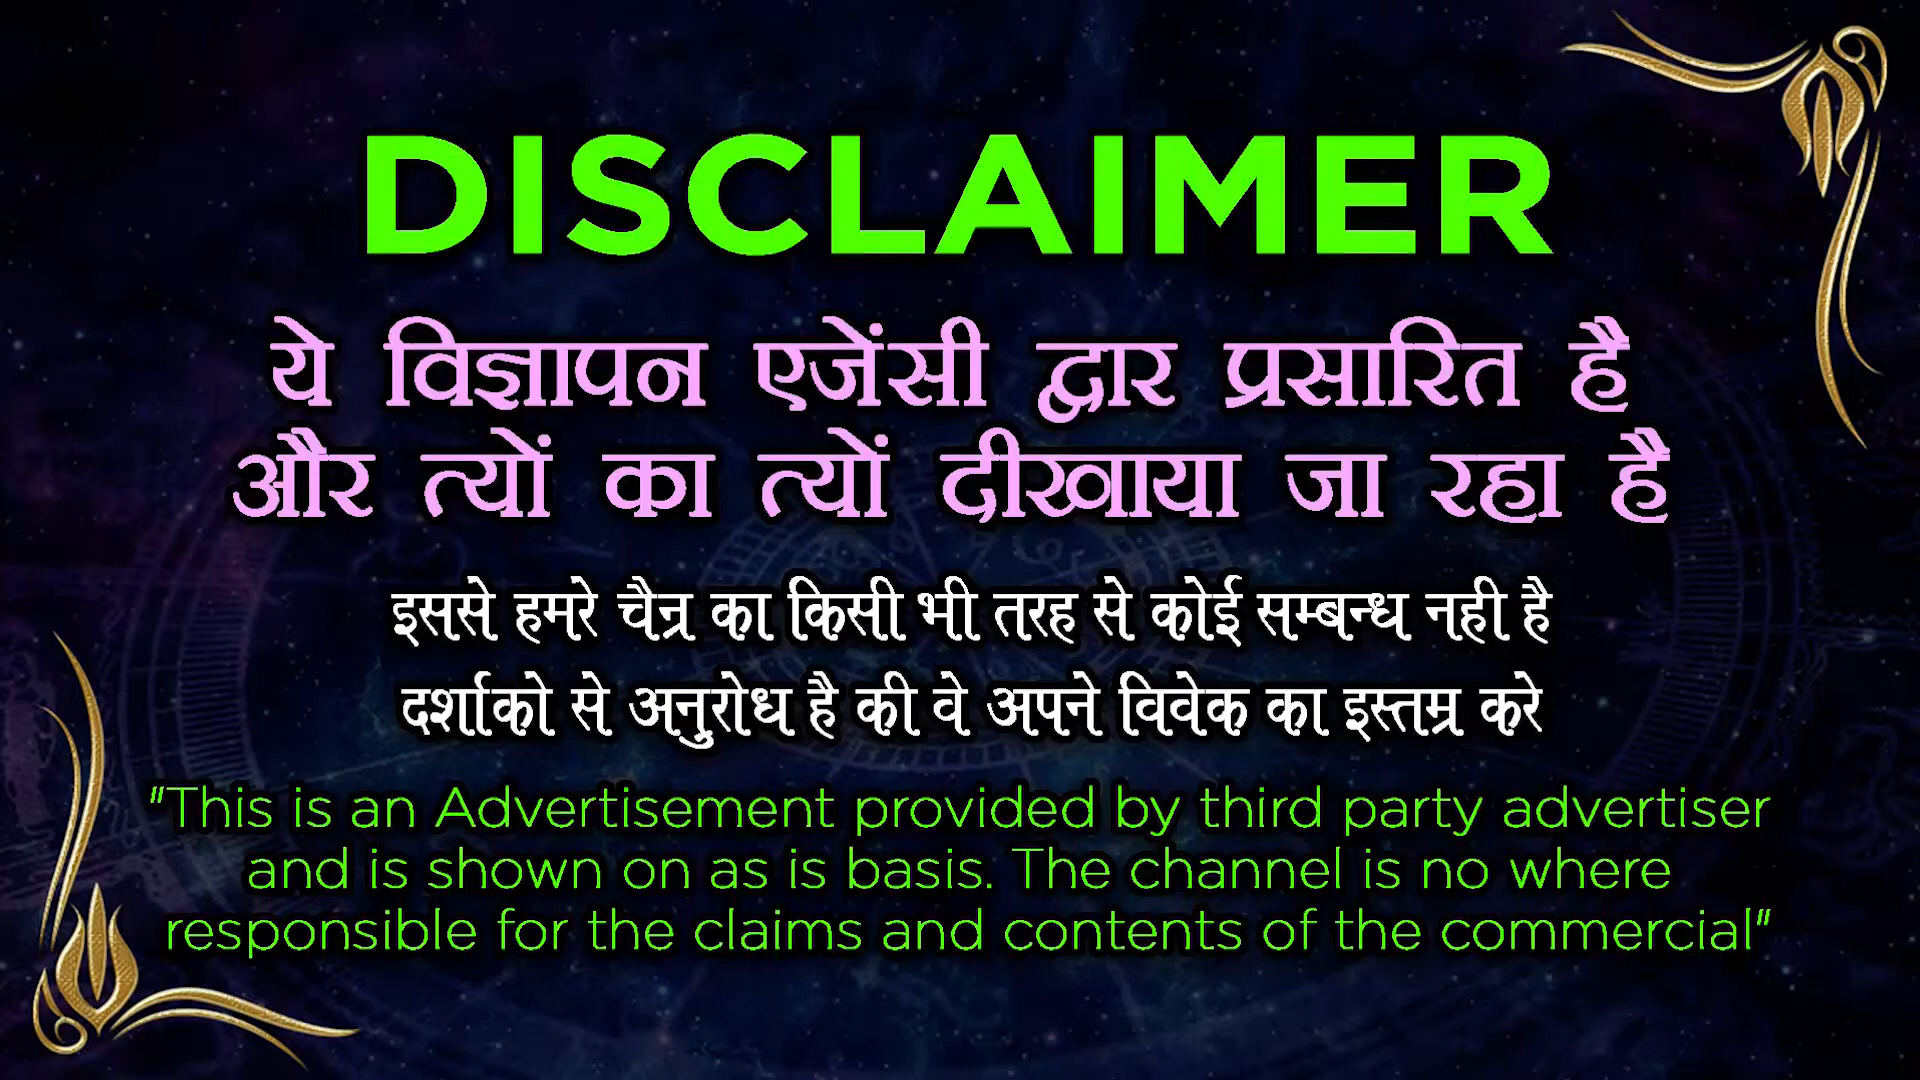 DISCLAIMER
ये विज्ञापन एजेंसी द्वार प्रसारित है
और त्यों का त्यों दीखाया जा रहा है
इससे हमरे चैन्र का किसी भी तरह से कोई सम्बन्ध नही है
दर्शाको से अनुरोध है की वे अपने विवेक का इस्तम्र करे
"This is an Advertisement provided by third party advertiser
and is shown on as is basis. The channel is no where
responsible for the claims and contents of the commercial"